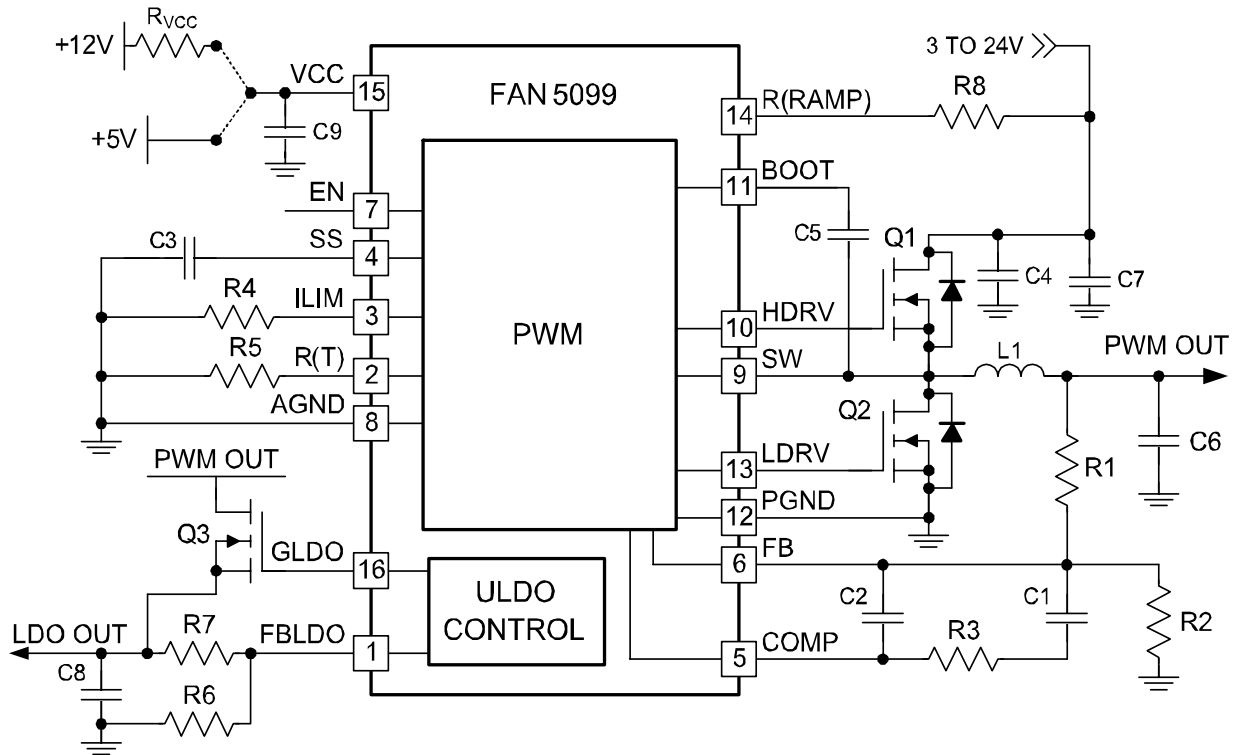 RVCC
+12V
3 TO 24V
VCC
15
FAN 5099
R8
14
R(RAMP)
+5V
C9
11
BOOT
EN
7
C3
SS
4
C5
Q1
C4
C7
R4
ILIM
3
PWM
10
HDRV
R5
R(T)
2
9
SW
L1
PWM OUT
AGND
8
Q2
C6
PWM OUT
13
LDRV
R1
12
PGND
Q3
GLDO
16
6
FB
ULDO
CONTROL
C2
C1
R2
LDO OUT
R7
FBLDO
1
5
COMP
R3
C8
R6